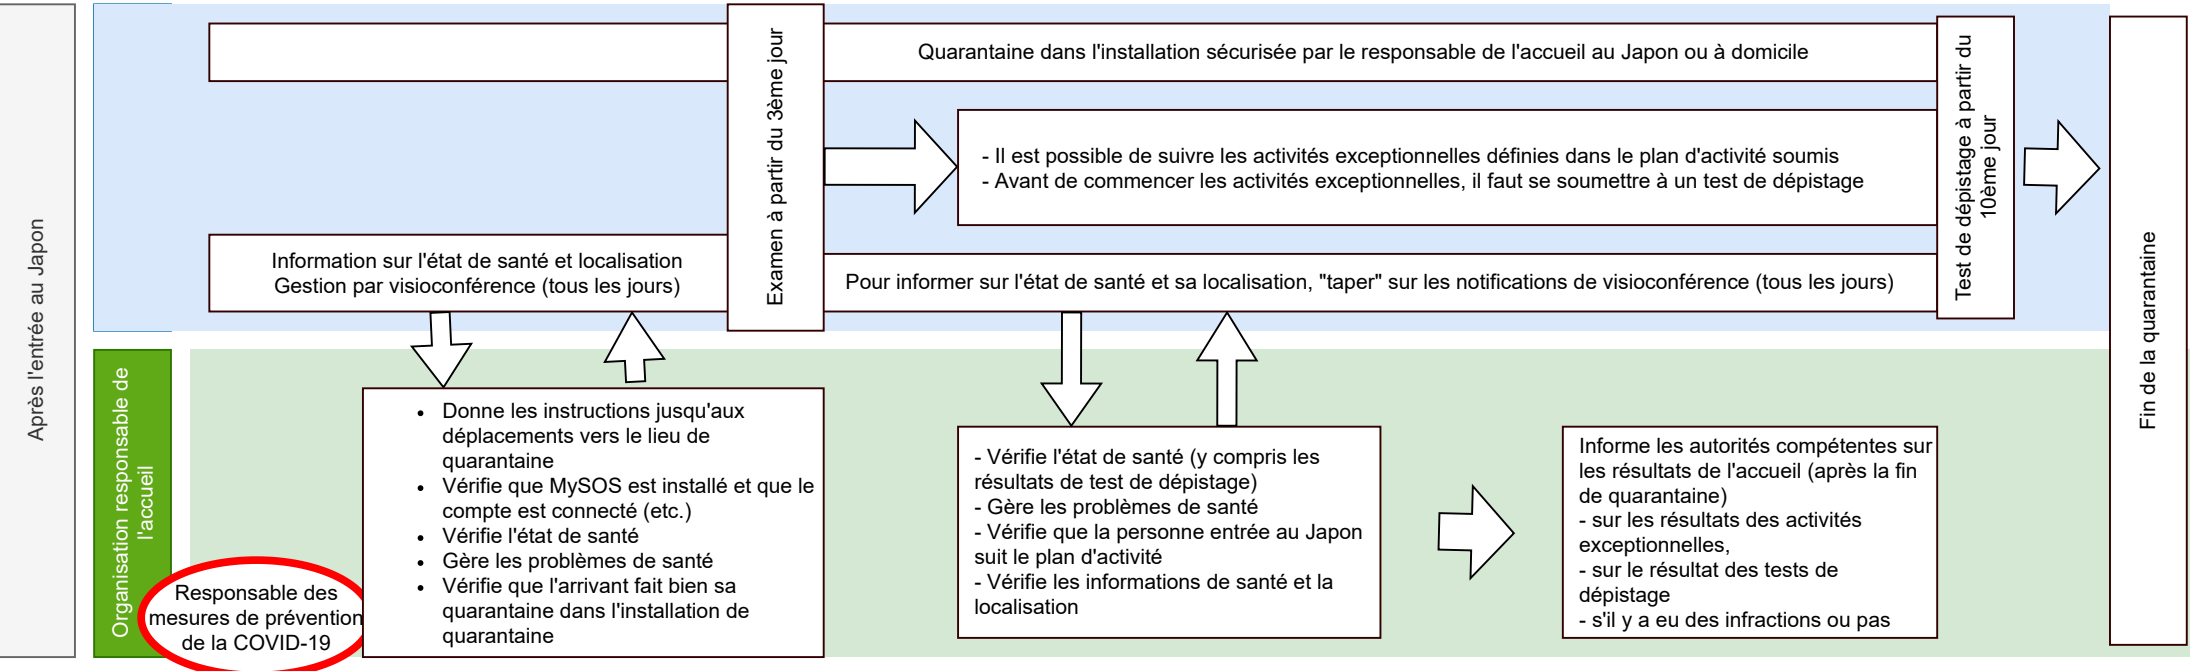 Après l'entrée au Japon
Quarantaine dans l'installation sécurisée par le responsable de l'accueil au Japon ou à domicile
Examen à partir du 3ème jour
- Il est possible de suivre les activités exceptionnelles définies dans le plan d'activité soumis
- Avant de commencer les activités exceptionnelles, il faut se soumettre à un test de dépistage
Information sur l'état de santé et localisation
Gestion par visioconférence (tous les jours)
Pour informer sur l'état de santé et sa localisation, "taper" sur les notifications de visioconférence (tous les jours)
Test de dépistage à partir du
10ème jour
Fin de la quarantaine
Organisation responsable de
l'accueil
Responsable des
mesures de prévention
de la COVID-19
• Donne les instructions jusqu'aux
déplacements vers le lieu de
quarantaine
• Vérifie que MySOS est installé et que le
compte est connecté (etc.)
• Vérifie l'état de santé
• Gère les problèmes de santé
• Vérifie que l'arrivant fait bien sa
quarantaine dans l'installation de
quarantaine
- Vérifie l'état de santé (y compris les
résultats de test de dépistage)
- Gère les problèmes de santé
- Vérifie que la personne entrée au Japon
suit le plan d'activité
- Vérifie les informations de santé et la
localisation
Informe les autorités compétentes sur
les résultats de l'accueil (après la fin
de quarantaine)
- sur les résultats des activités
exceptionnelles,
- sur le résultat des tests de
dépistage
- s'il y a eu des infractions ou pas